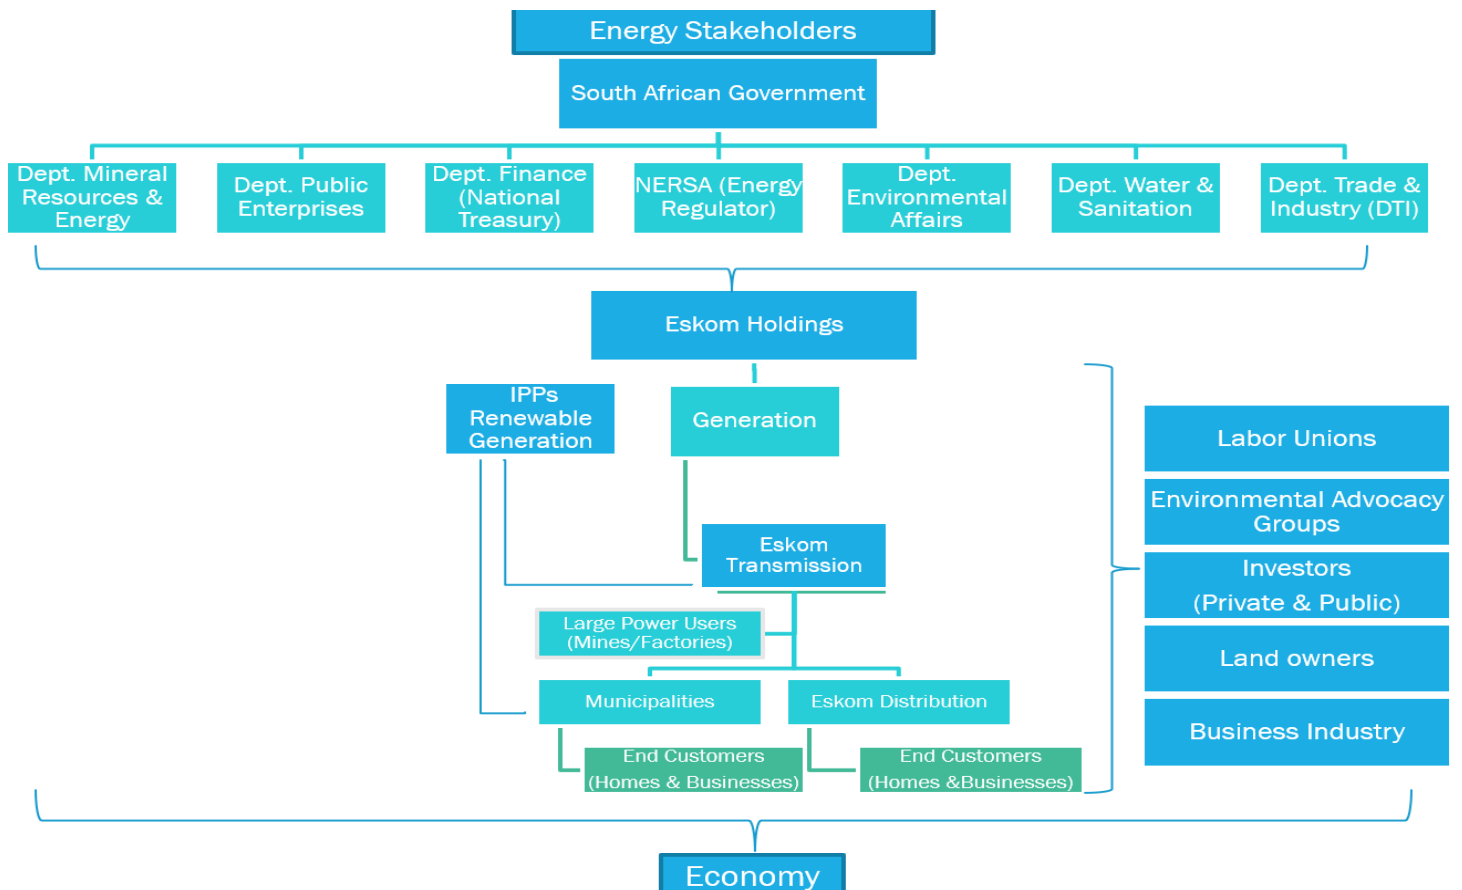 Energy Stakeholders
South African Government
Dept. Mineral
Resources &
Energy
Dept. Public
Enterprises
Dept. Finance
(National
Treasury)
NERSA (Energy
Regulator)
Dept.
Environmental
Affairs
Dept. Water &
Sanitation
Dept. Trade &
Industry (DTI)
Eskom Holdings
IPPs
Renewable
Generation
Generation
Eskom
Transmission
Large Power Users
(Mines/Factories)
Municipalities
Eskom Distribution
End Customers
(Homes & Businesses)
End Customers
(Homes &Businesses)
Labor Unions
Environmental Advocacy
Groups
Investors
(Private & Public)
Land owners
Business Industry
Economy